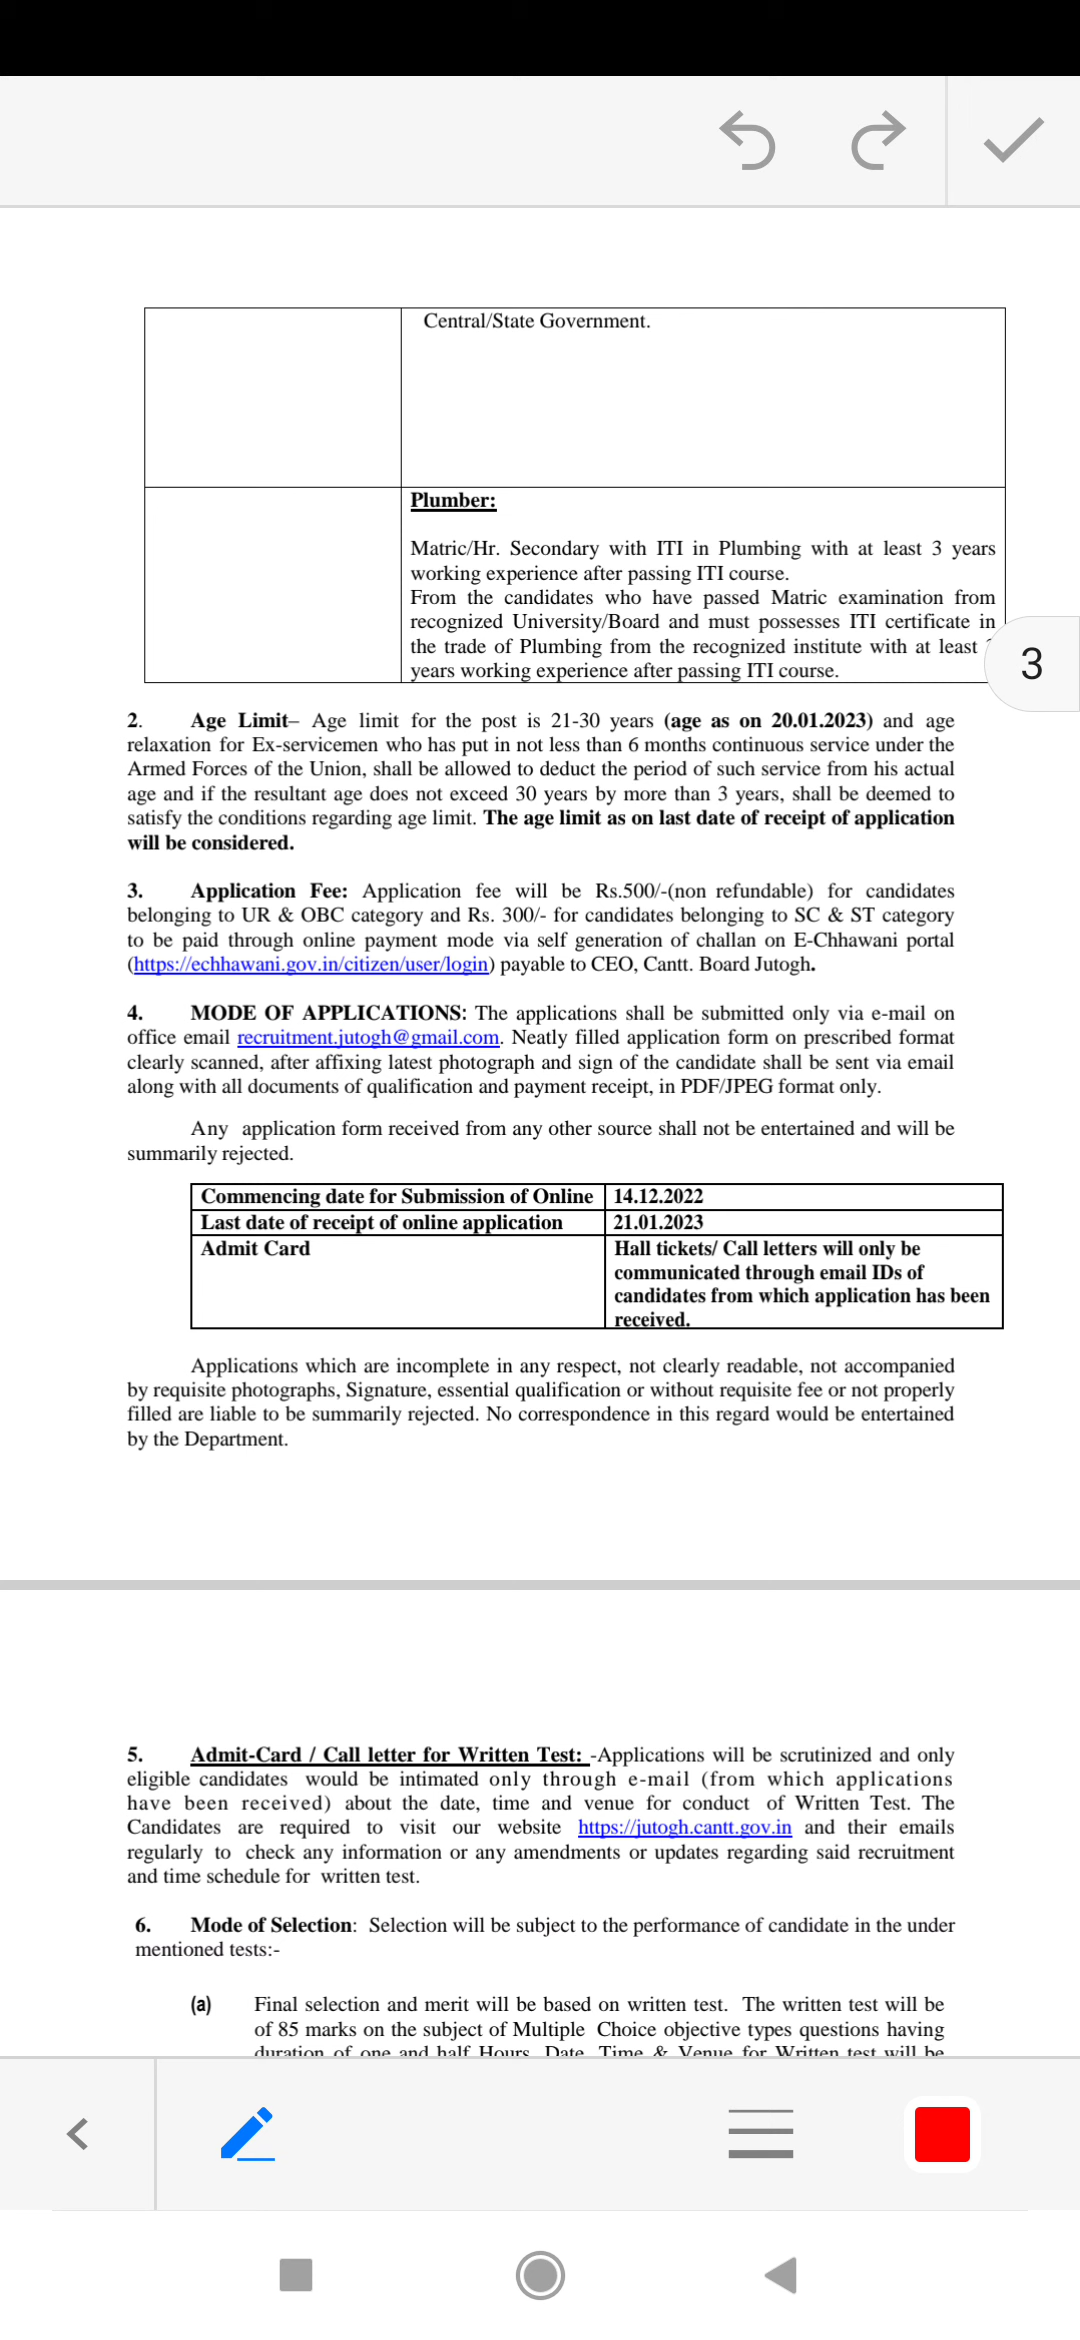 Central/State Government.
Plumber:
Matric/Hr. Secondary with ITI in Plumbing with at least 3 years
working experience after passing ITI course.
From the candidates who have passed Matric examination from
recognized University/Board and must possesses ITI certificate in
the trade of Plumbing from the recognized institute with at least
years working experience after passing ITI course.
3
2. Age Limit– Age limit for the post is 21-30 years (age as on 20.01.2023) and age
relaxation for Ex-servicemen who has put in not less than 6 months continuous service under the
Armed Forces of the Union, shall be allowed to deduct the period of such service from his actual
age and if the resultant age does not exceed 30 years by more than 3 years, shall be deemed to
satisfy the conditions regarding age limit. The age limit as on last date of receipt of application
will be considered.
3. Application Fee: Application fee will be Rs.500/-(non refundable) for candidates
belonging to UR & OBC category and Rs. 300/- for candidates belonging to SC & ST category
to be paid through online payment mode via self generation of challan on E-Chhawani portal
(https://echhawani.gov.in/citizen/user/login) payable to CEO, Cantt. Board Jutogh.
4. MODE OF APPLICATIONS: The applications shall be submitted only via e-mail on
office email recruitment.jutogh@gmail.com. Neatly filled application form on prescribed format
clearly scanned, after affixing latest photograph and sign of the candidate shall be sent via email
along with all documents of qualification and payment receipt, in PDF/JPEG format only.
Any application form received from any other source shall not be entertained and will be
summarily rejected.
Commencing date for Submission of Online 14.12.2022
Last date of receipt of online application 21.01.2023
Admit Card Hall tickets/ Call letters will only be
communicated through email IDs of
candidates from which application has been
received.
Applications which are incomplete in any respect, not clearly readable, not accompanied
by requisite photographs, Signature, essential qualification or without requisite fee or not properly
filled are liable to be summarily rejected. No correspondence in this regard would be entertained
by the Department.
5. Admit-Card / Call letter for Written Test: -Applications will be scrutinized and only
eligible candidates would be intimated only through e-mail (from which applications
have been received) about the date, time and venue for conduct of Written Test. The
Candidates are required to visit our website https://jutogh.cantt.gov.in and their emails
regularly to check any information or any amendments or updates regarding said recruitment
and time schedule for written test.
6. Mode of Selection: Selection will be subject to the performance of candidate in the under
mentioned tests:-
(a) Final selection and merit will be based on written test. The written test will be
of 85 marks on the subject of Multiple Choice objective types questions having
duration of one and half Hours. Date, Time & Venue for Written test will be